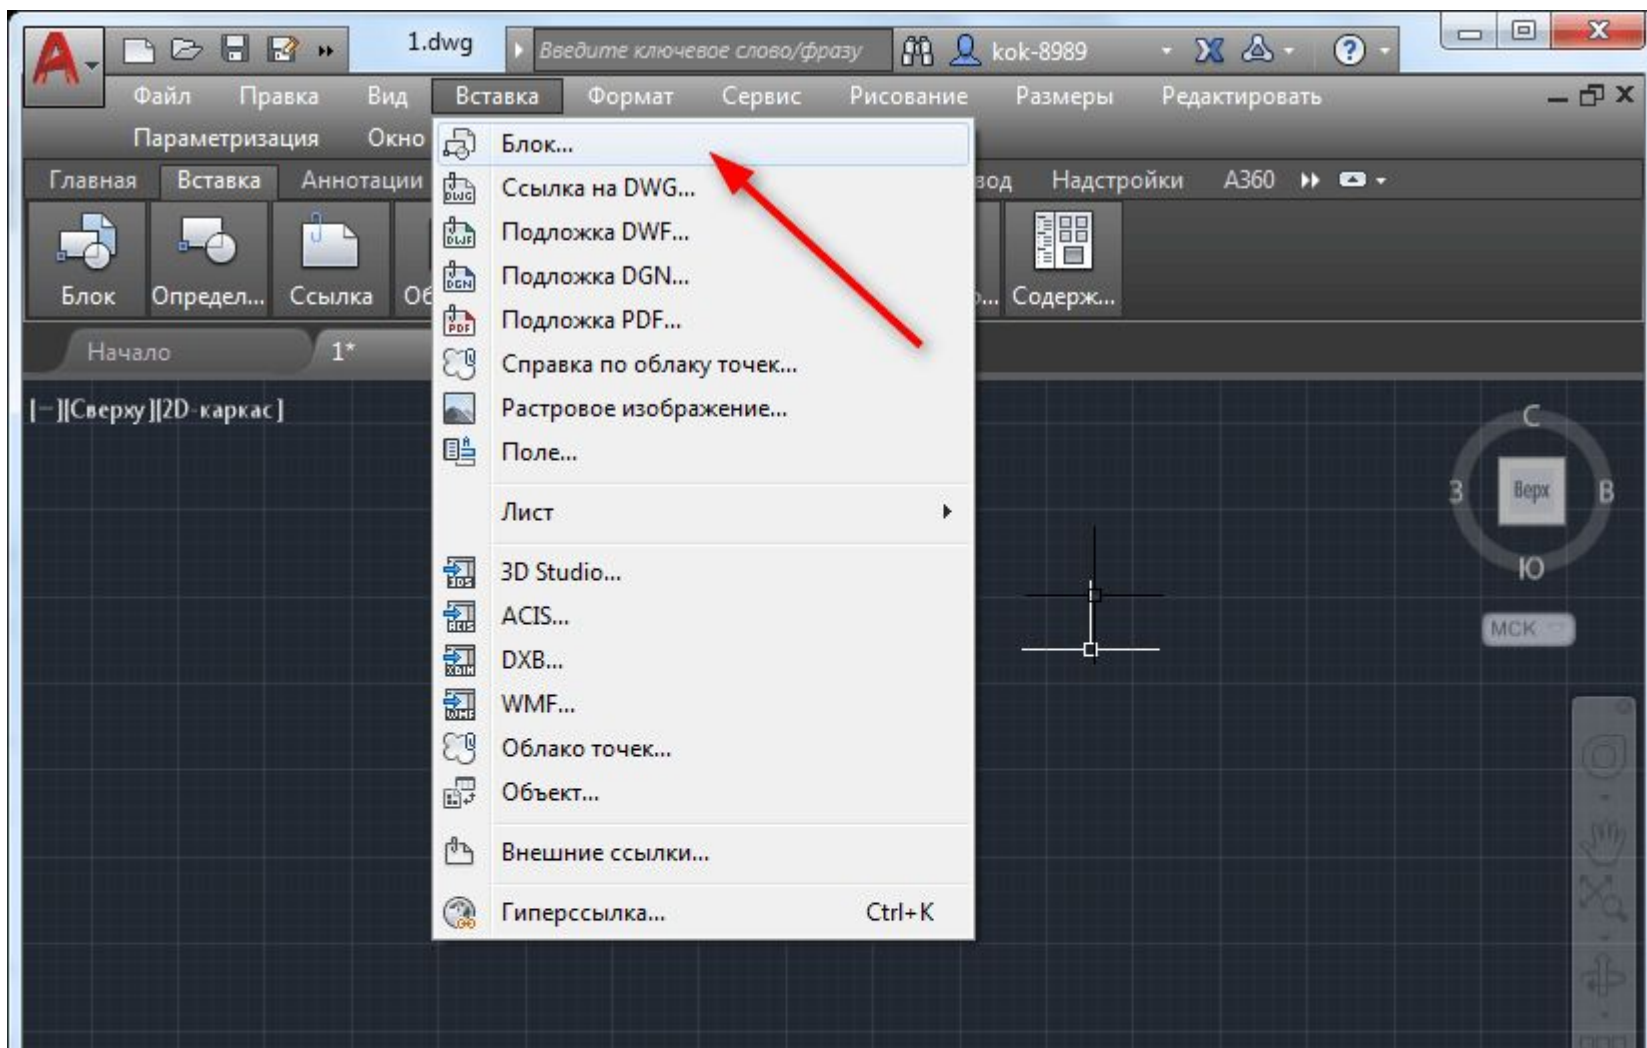 1.dwg
Введите ключевое слово/фразу
kok-8989
Файл Правка Вид Вставка Формат Сервис Рисование Размеры Редактировать
Параметризация Окно
Главная Вставка Аннотации Надстройки A360
Блок Определ... Ссылка Содерж...
Начало 1*
[−][Сверху][2D-каркас]
Блок...
Ссылка на DWG...
Подложка DWF...
Подложка DGN...
Подложка PDF...
Справка по облаку точек...
Растровое изображение...
Поле...
Лист
3D Studio...
ACIS...
DXB...
WMF...
Облако точек...
Объект...
Внешние ссылки...
Гиперссылка... Ctrl+K
С
З Верх В
Ю
МСК